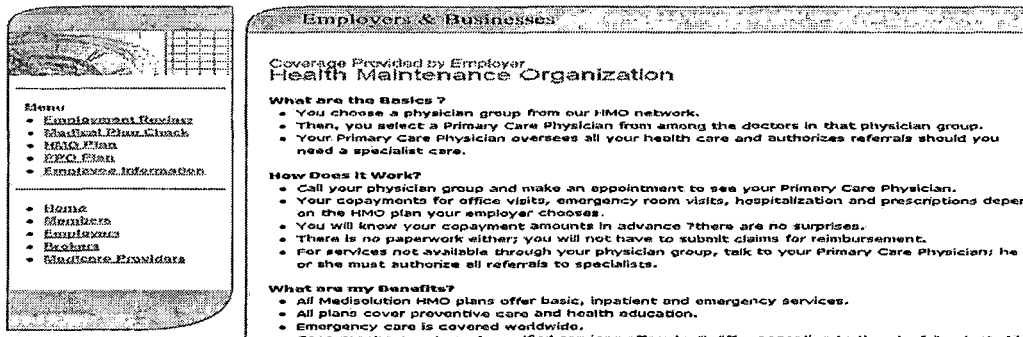 Employers & Businesses
Menu
Employment Review
Medical Plan Check
HMO Plan
PPO Plan
Employee Information
Home
Members
Employers
Brokers
Medicare Providers
Coverage Provided by Employer
Health Maintenance Organization
What are the Basics ?
You choose a physician group from our HMO network.
Then, you select a Primary Care Physician from among the doctors in that physician group.
Your Primary Care Physician oversees all your health care and authorizes referrals should you
need a specialist care.
How Does It Work?
Call your physician group and make an appointment to see your Primary Care Physician.
Your copayments for office visits, emergency room visits, hospitalization and prescriptions deper
on the HMO plan your employer chooses.
You will know your copayment amounts in advance ?there are no surprises.
There is no paperwork either; you will not have to submit claims for reimbursement.
For services not available through your physician group, talk to your Primary Care Physician; he
or she must authorize all referrals to specialists.
What are my Benefits?
All Medisolution HMO plans offer basic, inpatient and emergency services.
All plans cover preventive care and health education.
Emergency care is covered worldwide.